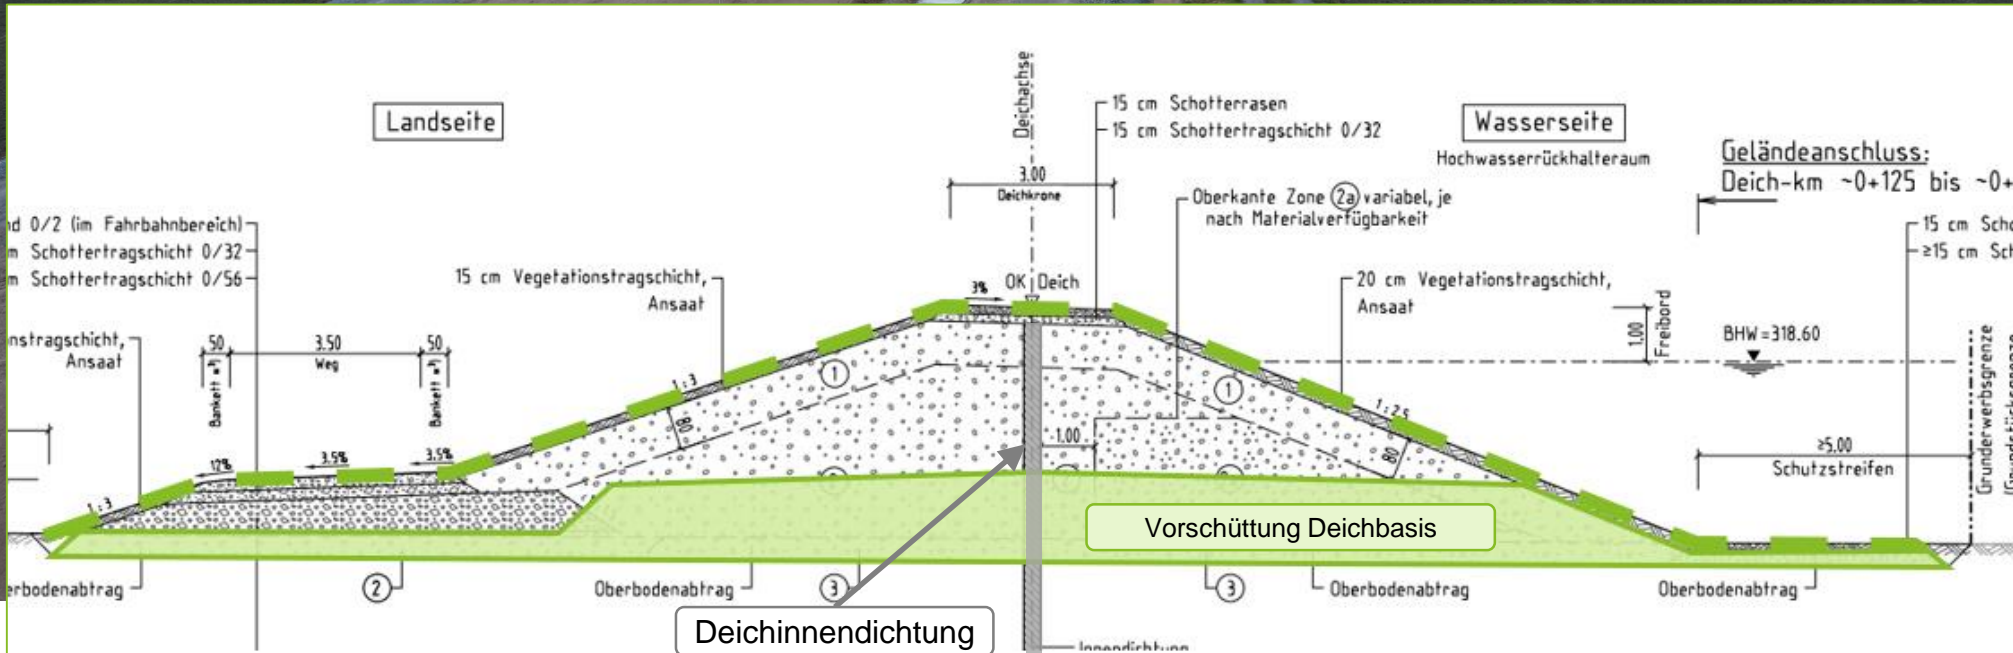 Deichachse
Landseite
15 cm Schotterrasen
15 cm Schottertragschicht 0/32
Wasserseite
Hochwasserrückhalteraum
Geländeanschluss:
Deich-km ~0+125 bis ~0+
3.00
Deichkrone
Oberkante Zone 2a variabel, je
nach Materialverfügbarkeit
0/2 (im Fahrbahnbereich)
Schottertragschicht 0/32
Schottertragschicht 0/56
15 cm
≥15 cm
15 cm Vegetationstragschicht,
Ansaat
3%
OK Deich
20 cm Vegetationstragschicht,
Ansaat
1,00
Freibord
BHW=318.60
Grunderwerbsgrenze
Ansaat
50
3.50
50
Weg
Bankett
Bankett
1:3
1
1
80
1:2,5
80
1.00
12%
3.5%
3.5%
1:3
≥5.00
Schutzstreifen
Vorschüttung Deichbasis
2
Oberbodenabtrag
3
3
Oberbodenabtrag
Oberbodenabtrag
Deichinnendichtung
Innendichtung